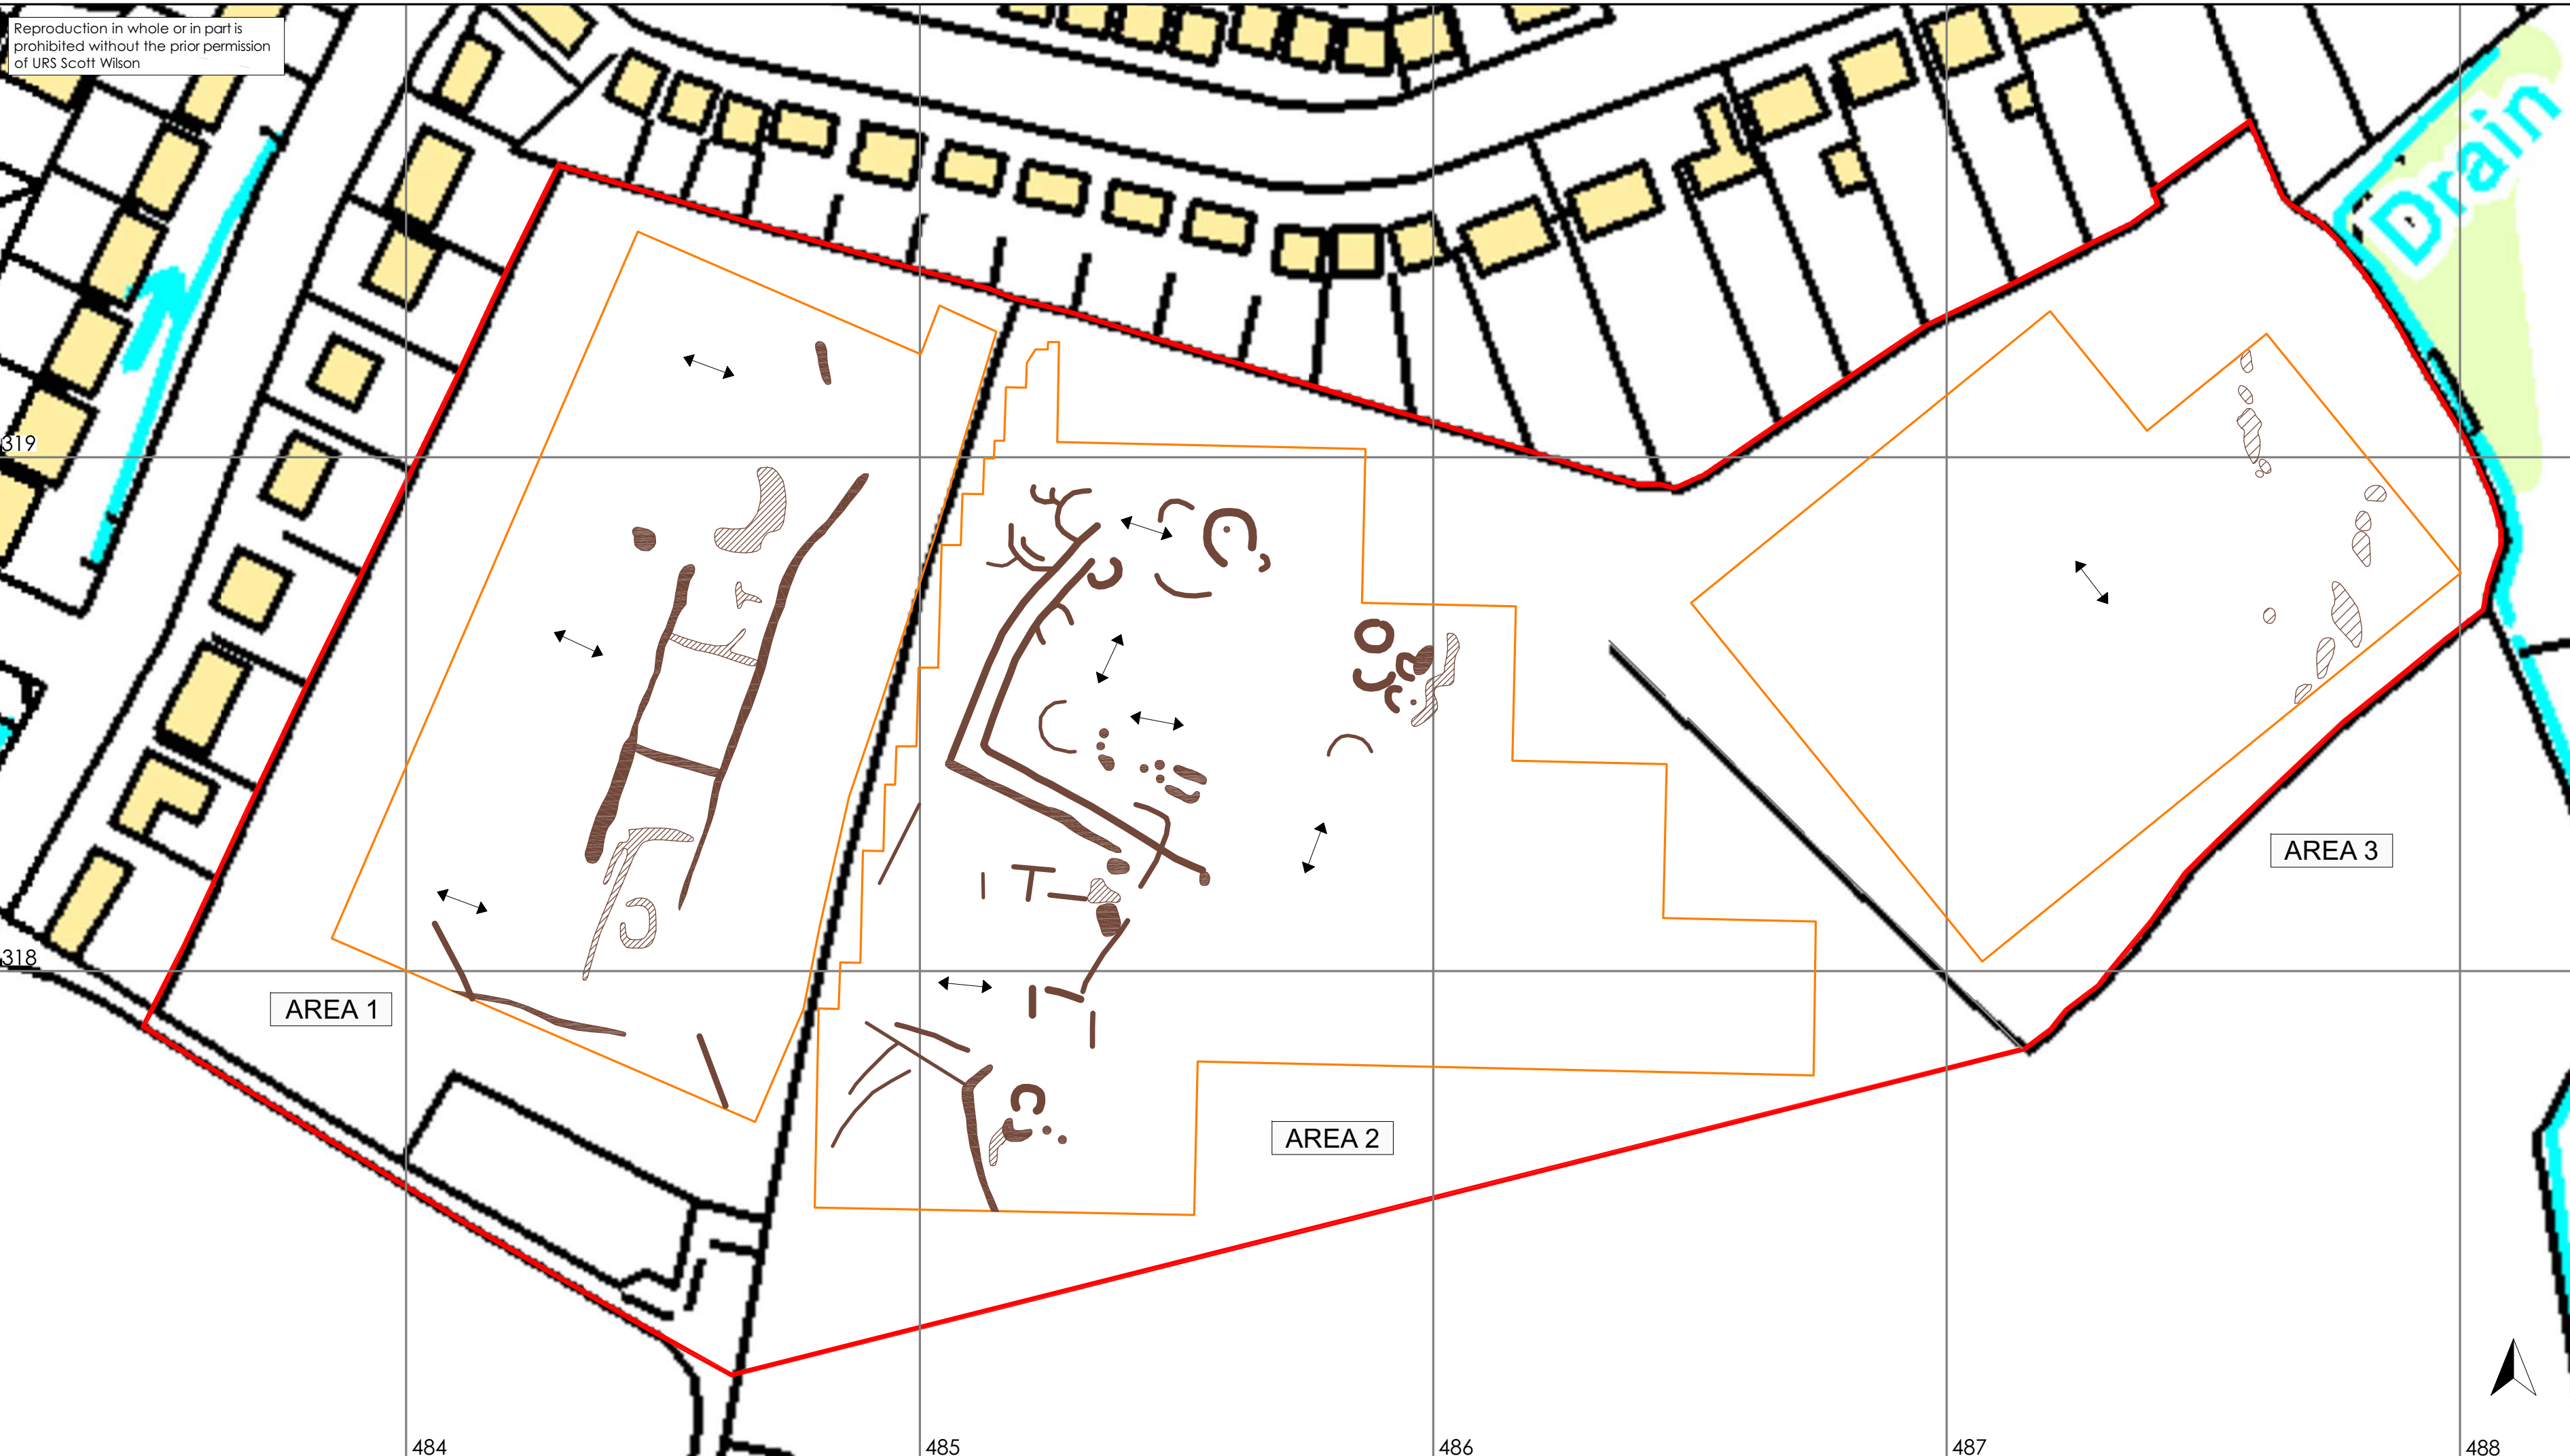 Reproduction in whole or in part is
prohibited without the prior permission
of URS Scott Wilson
Drain
319
318
AREA 1
AREA 2
AREA 3
484
485
486
487
488